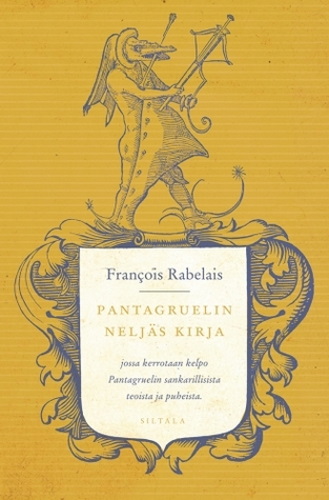 François Rabelais
PANTAGRUELIN
NELJÄS KIRJA
jossa kerrotaan kelpo
Pantagruelin sankarillisista
teoista ja puheista.
SILTALA